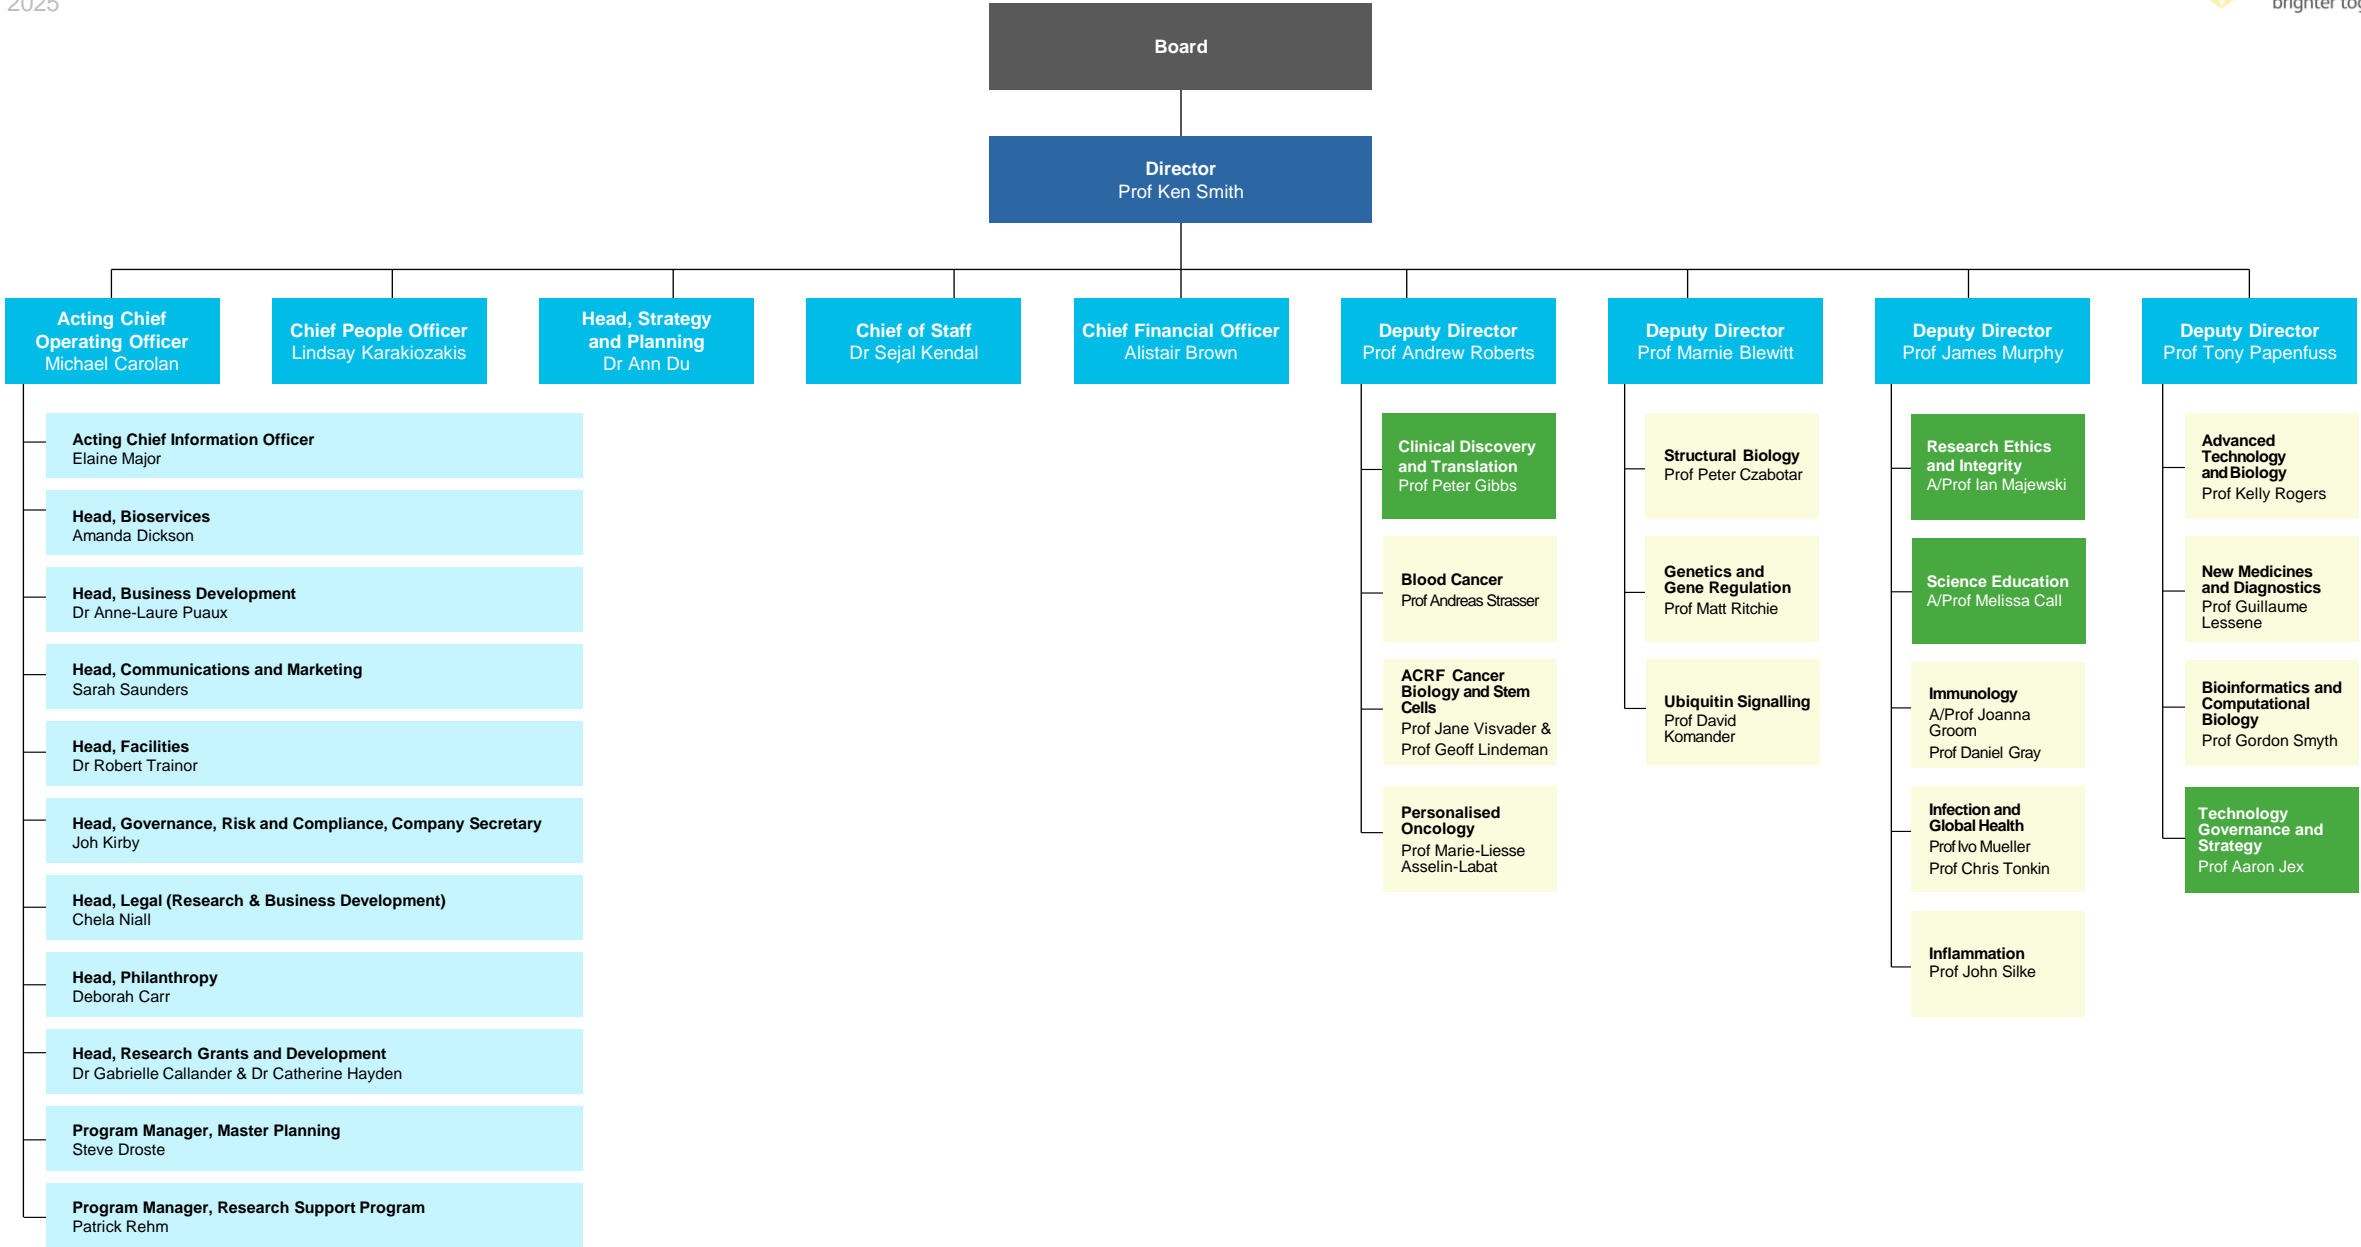 2025
Board
Director
Prof Ken Smith
Acting Chief
Operating Officer
Michael Carolan
Chief People Officer
Lindsay Karakiozakis
Head, Strategy
and Planning
Dr Ann Du
Chief of Staff
Dr Sejal Kendal
Chief Financial Officer
Alistair Brown
Deputy Director
Prof Andrew Roberts
Deputy Director
Prof Marnie Blewitt
Deputy Director
Prof James Murphy
Deputy Director
Prof Tony Papenfuss
Acting Chief Information Officer
Elaine Major
Head, Bioservices
Amanda Dickson
Head, Business Development
Dr Anne-Laure Puaux
Head, Communications and Marketing
Sarah Saunders
Head, Facilities
Dr Robert Trainor
Head, Governance, Risk and Compliance, Company Secretary
Joh Kirby
Head, Legal (Research & Business Development)
Chela Niall
Head, Philanthropy
Deborah Carr
Head, Research Grants and Development
Dr Gabrielle Callander & Dr Catherine Hayden
Program Manager, Master Planning
Steve Droste
Program Manager, Research Support Program
Patrick Rehm
Clinical Discovery
and Translation
Prof Peter Gibbs
Blood Cancer
Prof Andreas Strasser
ACRF Cancer
Biology and Stem
Cells
Prof Jane Visvader &
Prof Geoff Lindeman
Personalised
Oncology
Prof Marie-Liesse
Asselin-Labat
Structural Biology
Prof Peter Czabotar
Genetics and
Gene Regulation
Prof Matt Ritchie
Ubiquitin Signalling
Prof David
Komander
Research Ethics
and Integrity
A/Prof Ian Majewski
Science Education
A/Prof Melissa Call
Immunology
A/Prof Joanna
Groom
Prof Daniel Gray
Infection and
Global Health
Prof Ivo Mueller
Prof Chris Tonkin
Inflammation
Prof John Silke
Advanced
Technology
and Biology
Prof Kelly Rogers
New Medicines
and Diagnostics
Prof Guillaume
Lessene
Bioinformatics and
Computational
Biology
Prof Gordon Smyth
Technology
Governance and
Strategy
Prof Aaron Jex